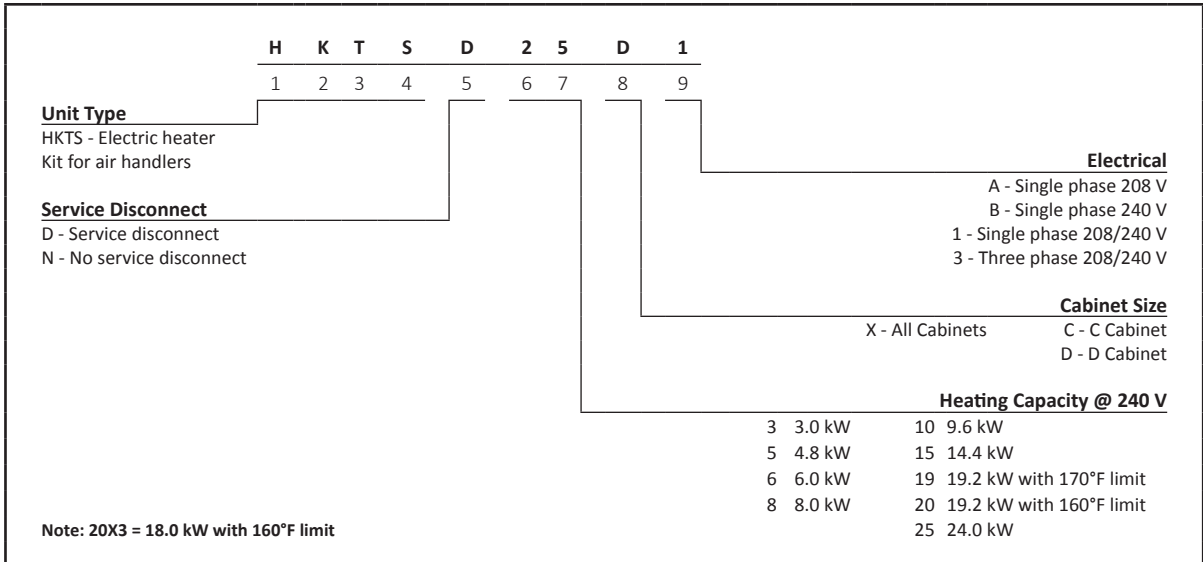 H K T S D 2 5 D 1
1 2 3 4 5 6 7 8 9
Unit Type
HKTS - Electric heater
Kit for air handlers
Service Disconnect
D - Service disconnect
N - No service disconnect
Electrical
A - Single phase 208 V
B - Single phase 240 V
1 - Single phase 208/240 V
3 - Three phase 208/240 V
Cabinet Size
X - All Cabinets C - C Cabinet
D - D Cabinet
Heating Capacity @ 240 V
3 3.0 kW 10 9.6 kW
5 4.8 kW 15 14.4 kW
6 6.0 kW 19 19.2 kW with 170°F limit
8 8.0 kW 20 19.2 kW with 160°F limit
25 24.0 kW
Note: 20X3 = 18.0 kW with 160°F limit